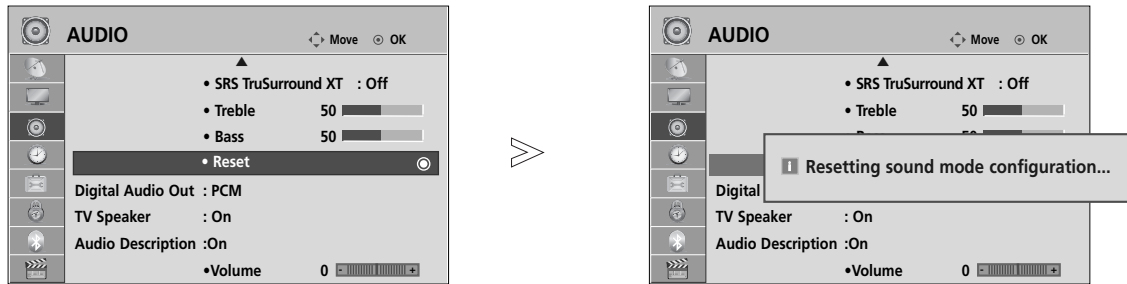 AUDIO
Move OK
• SRS TruSurround XT : Off
• Treble 50
• Bass 50
• Reset
Digital Audio Out : PCM
TV Speaker : On
Audio Description :On
•Volume 0 - +
>
AUDIO
Move OK
• SRS TruSurround XT : Off
• Treble 50
i Resetting sound mode configuration...
Digital
TV Speaker : On
Audio Description :On
•Volume 0 - +